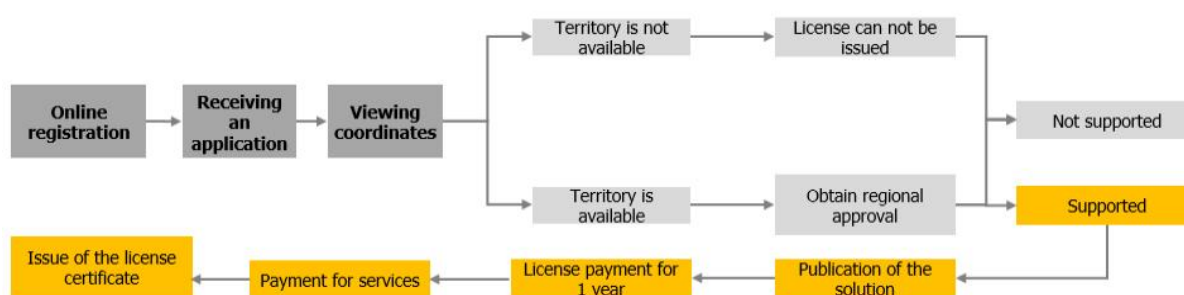 Territory is not
available
License can not be
issued
Online
registration
Receiving
an
application
Viewing
coordinates
Not supported
Territory is
available
Obtain regional
approval
Supported
Issue of the license
certificate
Payment for services
License payment for
1 year
Publication of the
solution